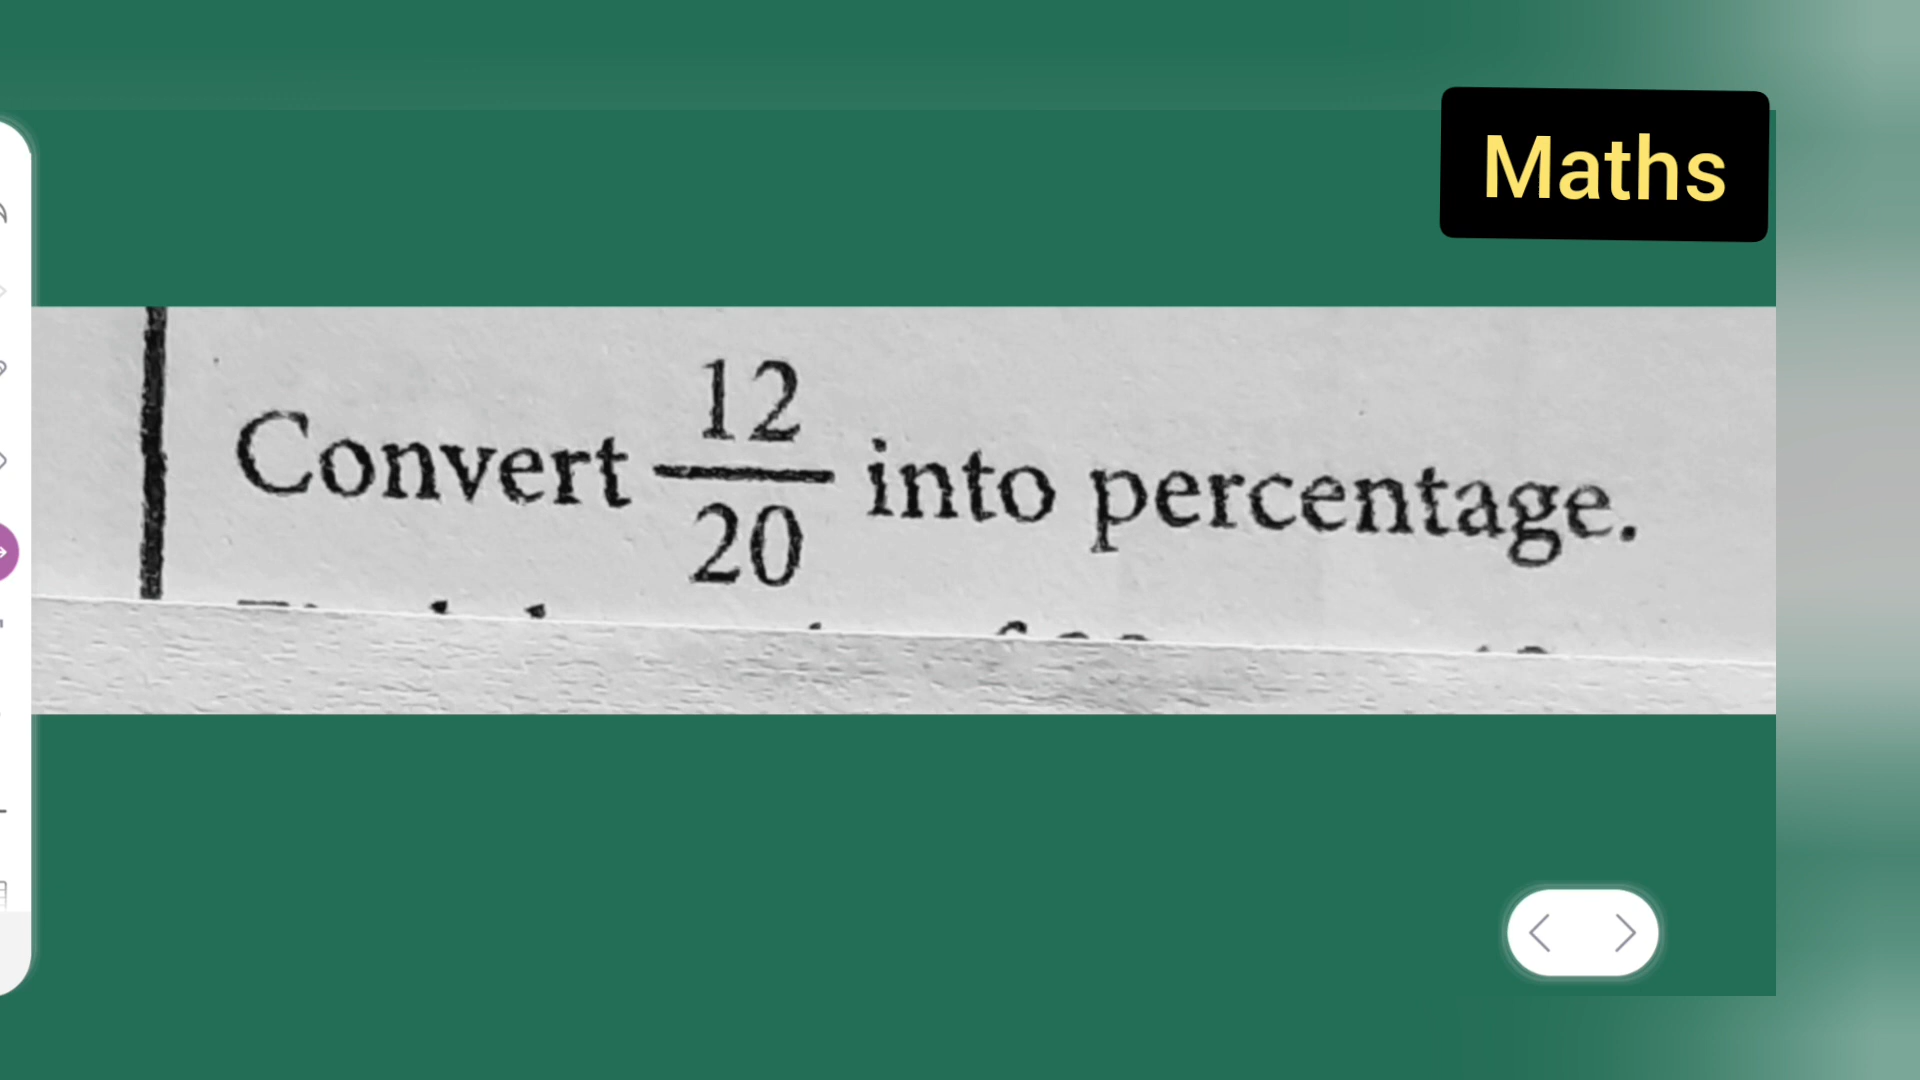 Maths
Convert 12/20 into percentage.